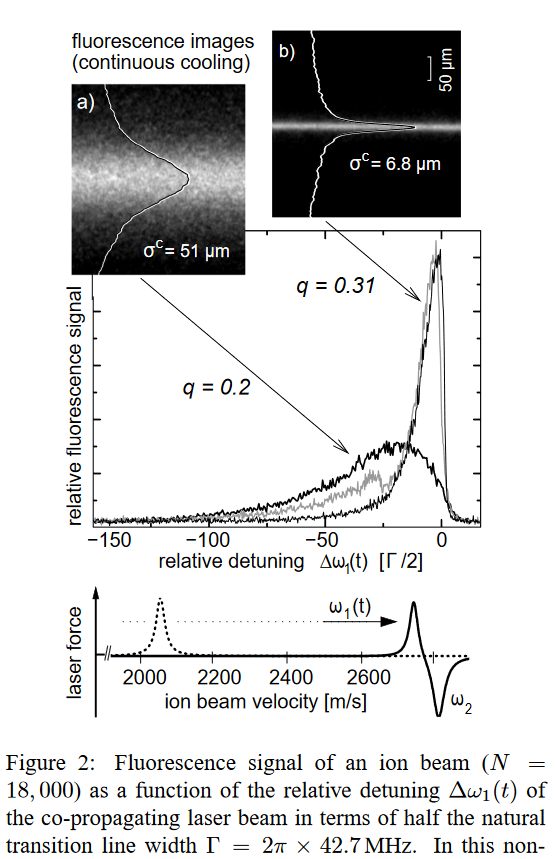 fluorescence images
(continuous cooling)
a)
σᶜ = 51 µm
b)
50 µm
σᶜ = 6.8 µm
q = 0.31
q = 0.2
relative fluorescence signal
−150 −100 −50 0
relative detuning Δω₁(t) [Γ/2]
laser force
ω₁(t)
2000 2200 2400 2600
ion beam velocity [m/s]
ω₂
Figure 2: Fluorescence signal of an ion beam (N =
18,000) as a function of the relative detuning Δω₁(t) of
the co-propagating laser beam in terms of half the natural
transition line width Γ = 2π × 42.7 MHz. In this non-